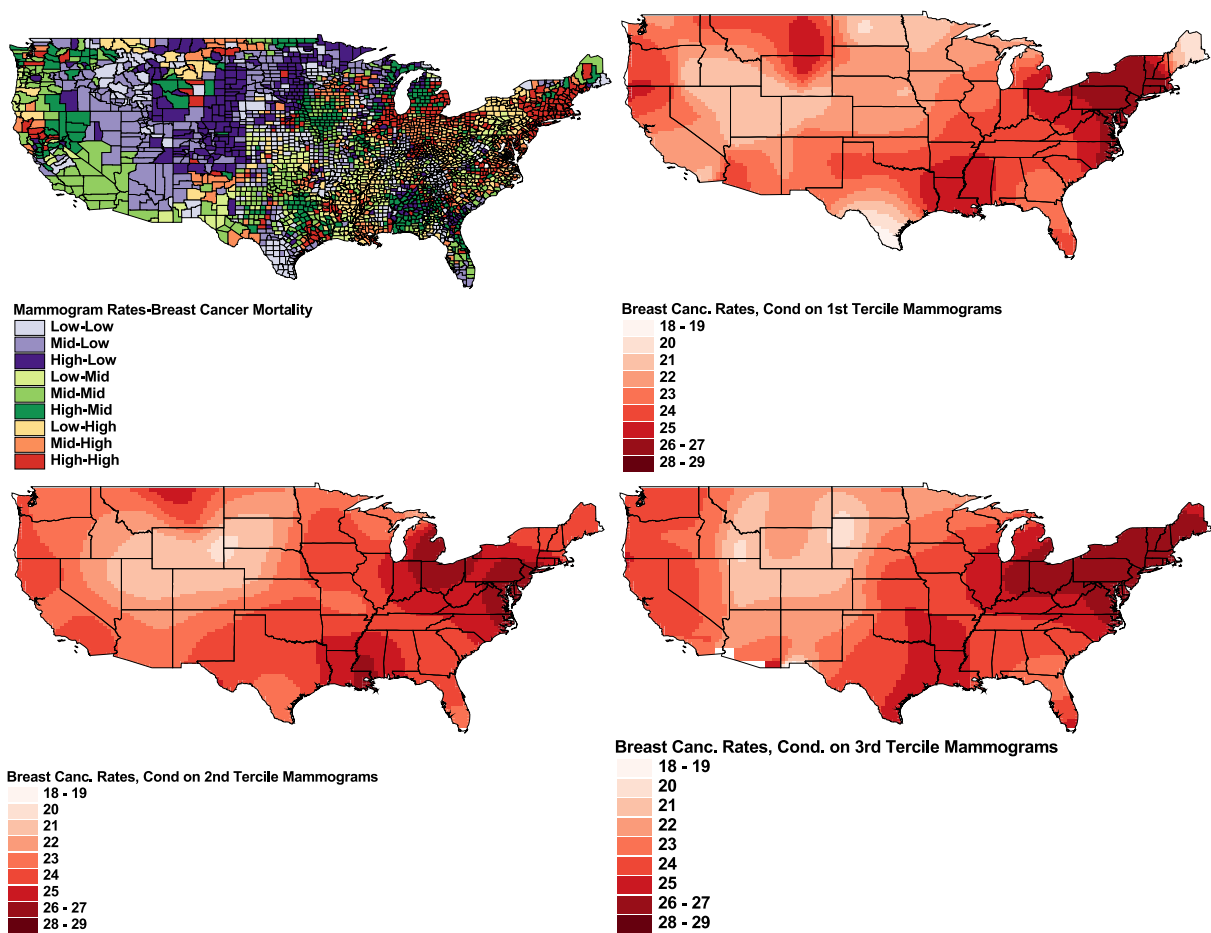 Mammogram Rates-Breast Cancer Mortality
Low-Low
Mid-Low
High-Low
Low-Mid
Mid-Mid
High-Mid
Low-High
Mid-High
High-High
Breast Canc. Rates, Cond on 1st Tercile Mammograms
18 - 19
20
21
22
23
24
25
26 - 27
28 - 29
Breast Canc. Rates, Cond on 2nd Tercile Mammograms
18 - 19
20
21
22
23
24
25
26 - 27
28 - 29
Breast Canc. Rates, Cond. on 3rd Tercile Mammograms
18 - 19
20
21
22
23
24
25
26 - 27
28 - 29